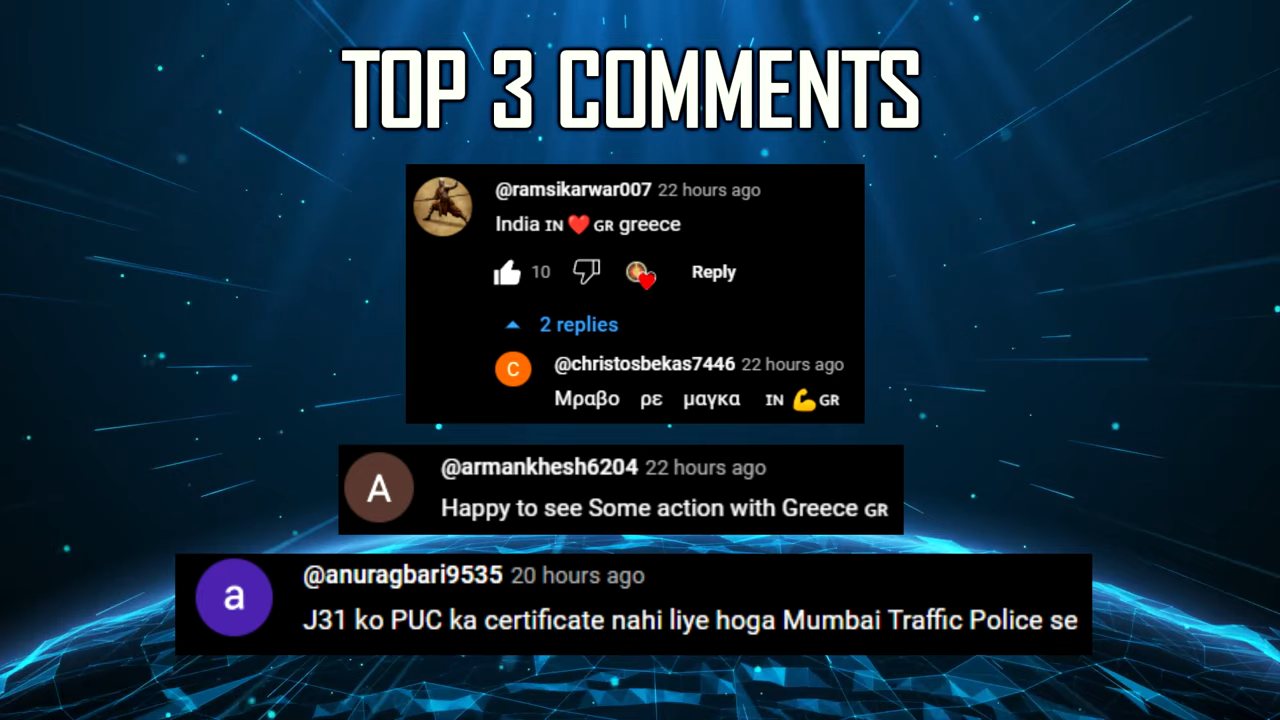 TOP 3 COMMENTS
@ramsikarwar007 22 hours ago
India IN ❤️ GR greece
10 Reply
2 replies
C @christosbekas7446 22 hours ago
Μραβο ρε μαγκα IN 💪 GR
A @armankhesh6204 22 hours ago
Happy to see Some action with Greece GR
a @anuragbari9535 20 hours ago
J31 ko PUC ka certificate nahi liye hoga Mumbai Traffic Police se